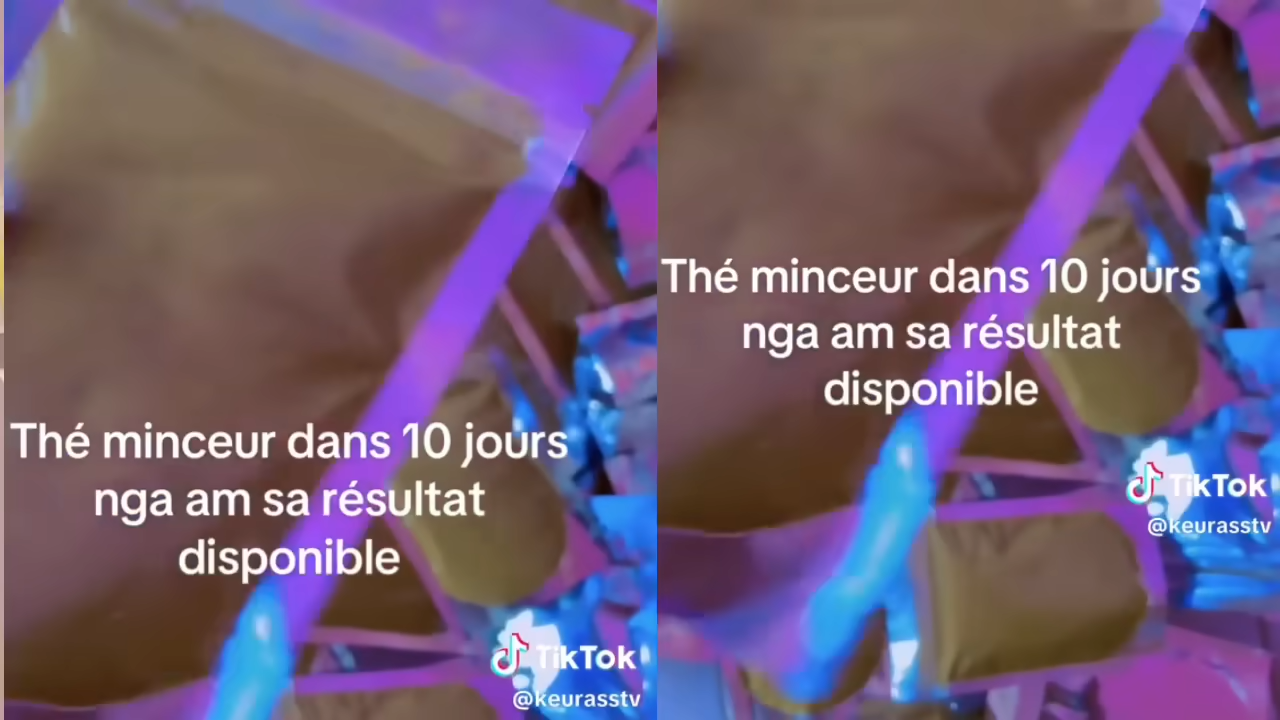 Thé minceur dans 10 jours
nga am sa résultat
disponible
TikTok
@keurasstv
Thé minceur dans 10 jours
nga am sa résultat
disponible
TikTok
@keurasstv